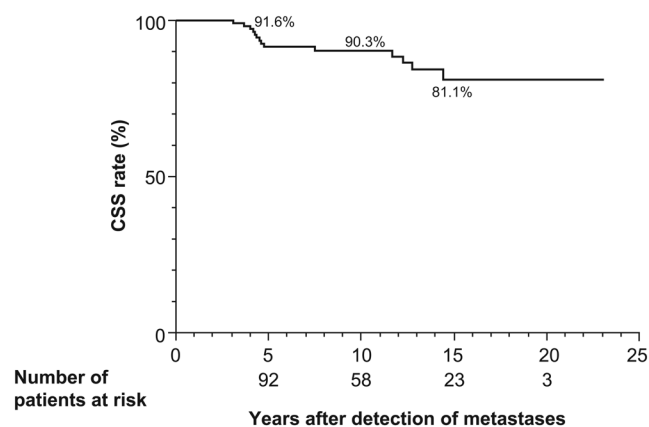 100
91.6%
90.3%
81.1%
CSS rate (%)
50
0
0 5 10 15 20 25
Number of
patients at risk
92 58 23 3
Years after detection of metastases